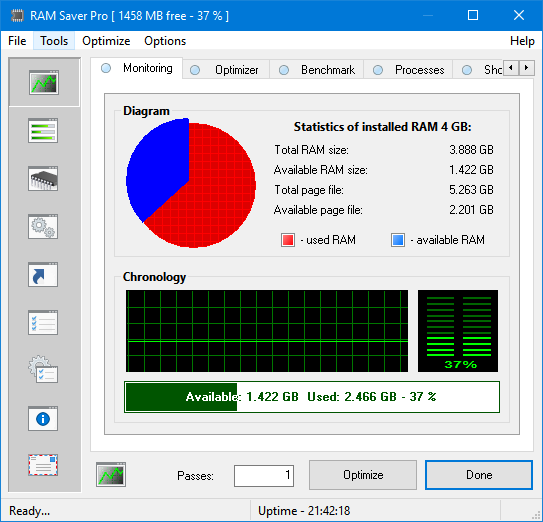 RAM Saver Pro [ 1458 MB free - 37 % ]
File Tools Optimize Options Help
Monitoring Optimizer Benchmark Processes Sho
Diagram
Statistics of installed RAM 4 GB:
Total RAM size: 3.888 GB
Available RAM size: 1.422 GB
Total page file: 5.263 GB
Available page file: 2.201 GB
- used RAM - available RAM
Chronology
37%
Available: 1.422 GB Used: 2.466 GB - 37 %
Passes: 1 Optimize Done
Ready... Uptime - 21:42:18